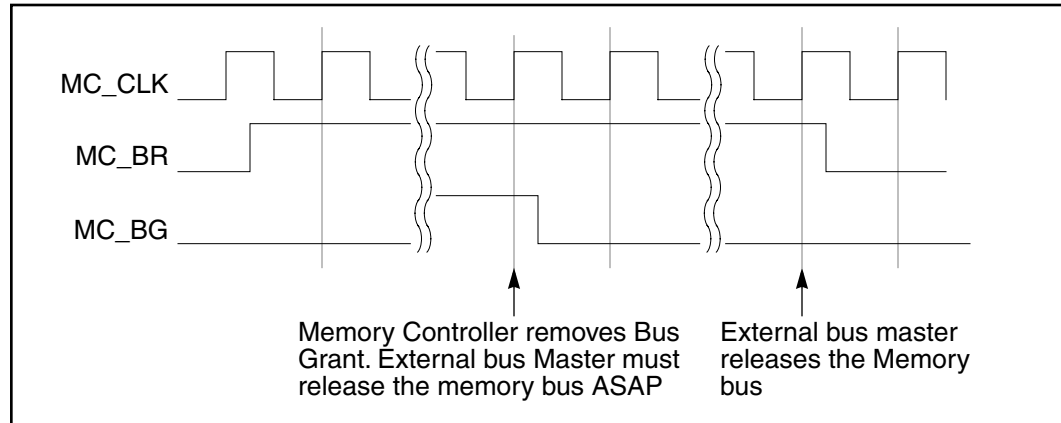 MC_CLK
MC_BR
MC_BG
Memory Controller removes Bus
Grant. External bus Master must
release the memory bus ASAP
External bus master
releases the Memory
bus